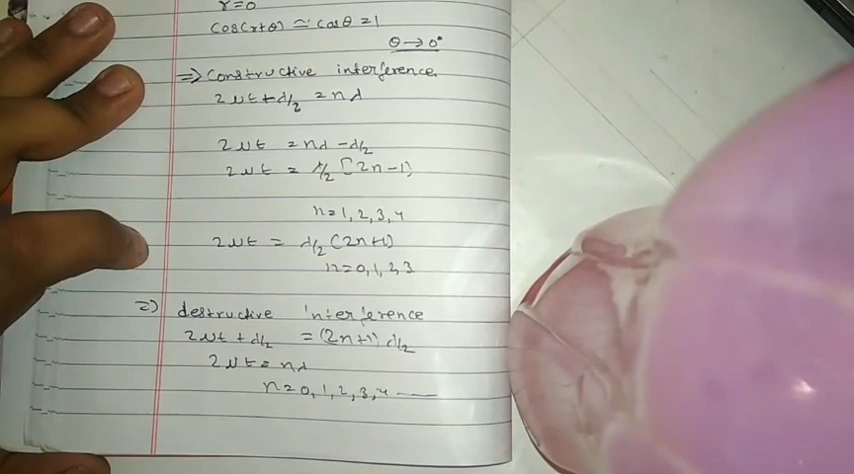 r=0
cos(r+θ) ≃ cosθ = 1
θ→0°
⇒ constructive interference
2μt+λ/2 = nλ
2μt = nλ-λ/2
2μt = λ/2 [2n-1]
n=1,2,3,4
2μt = λ/2 (2n+1)
n=0,1,2,3
⇒ destructive interference
2μt+λ/2 = (2n+1)λ/2
2μt=nλ
n=0,1,2,3,4 ——